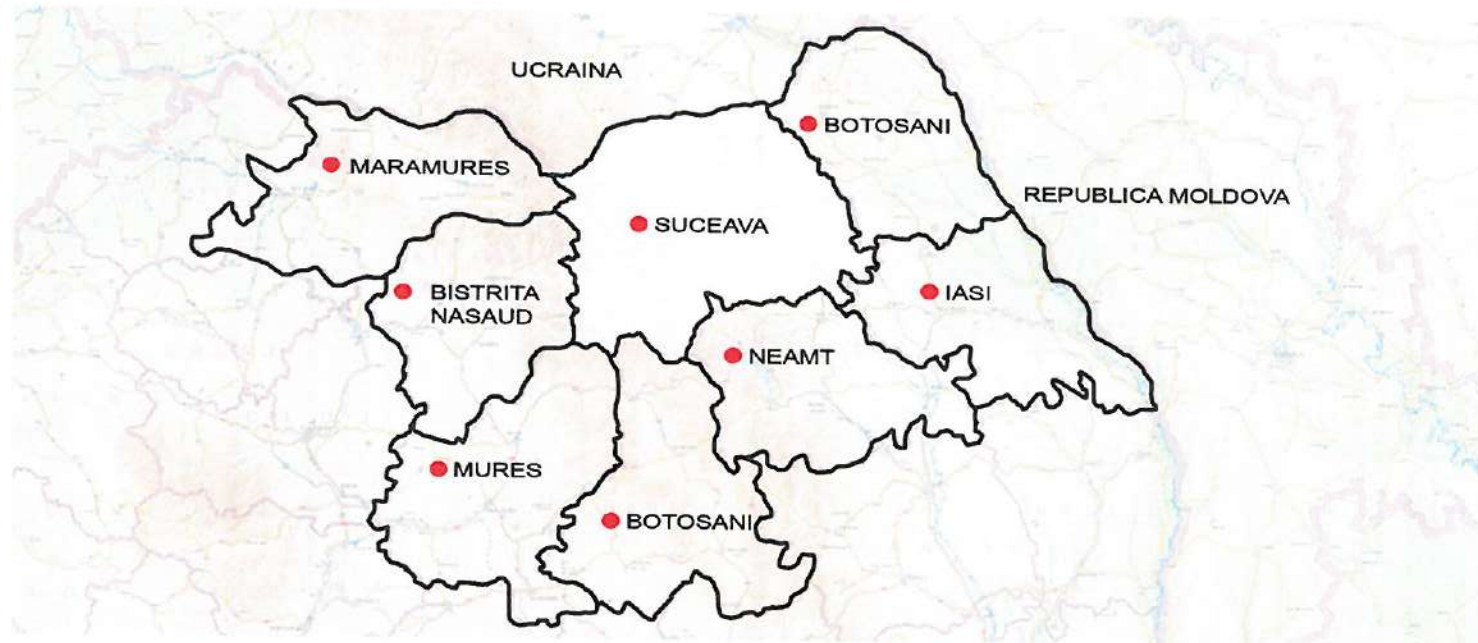 UCRAINA
BOTOSANI
MARAMURES
REPUBLICA MOLDOVA
SUCEAVA
BISTRITA
NASAUD
IASI
NEAMT
MURES
BOTOSANI